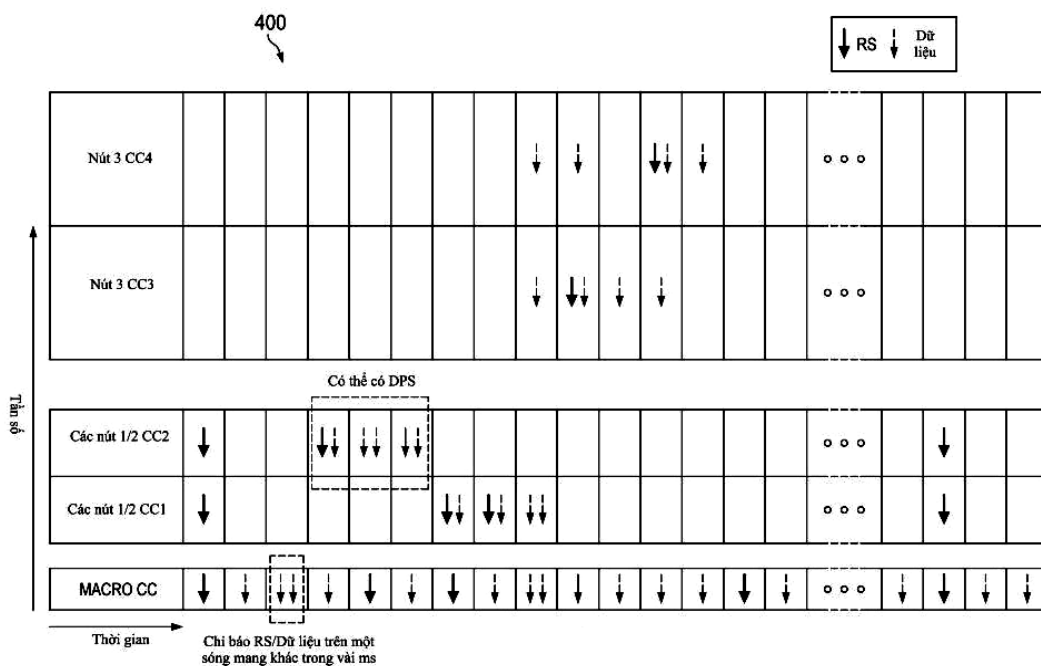 400
RS
Dữ
liệu
Nút 3 CC4
Nút 3 CC3
Có thể có DPS
Các nút 1/2 CC2
Các nút 1/2 CC1
MACRO CC
Tần số
Thời gian
Chỉ báo RS/Dữ liệu trên một
sóng mang khác trong vài ms